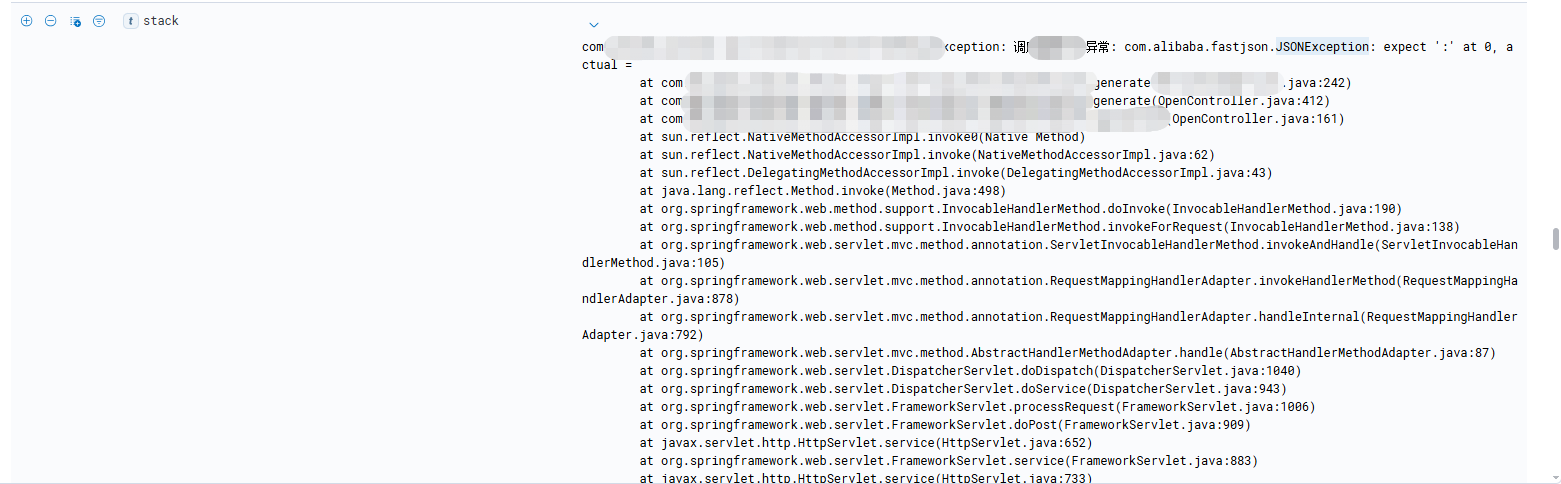 stack
com xception: 调 异常: com.alibaba.fastjson.JSONException: expect ':' at 0, a
ctual =
at com generate .java:242)
at com generate(OpenController.java:412)
at com (OpenController.java:161)
at sun.reflect.NativeMethodAccessorImpl.invoke0(Native Method)
at sun.reflect.NativeMethodAccessorImpl.invoke(NativeMethodAccessorImpl.java:62)
at sun.reflect.DelegatingMethodAccessorImpl.invoke(DelegatingMethodAccessorImpl.java:43)
at java.lang.reflect.Method.invoke(Method.java:498)
at org.springframework.web.method.support.InvocableHandlerMethod.doInvoke(InvocableHandlerMethod.java:190)
at org.springframework.web.method.support.InvocableHandlerMethod.invokeForRequest(InvocableHandlerMethod.java:138)
at org.springframework.web.servlet.mvc.method.annotation.ServletInvocableHandlerMethod.invokeAndHandle(ServletInvocableHan
dlerMethod.java:105)
at org.springframework.web.servlet.mvc.method.annotation.RequestMappingHandlerAdapter.invokeHandlerMethod(RequestMappingHa
ndlerAdapter.java:878)
at org.springframework.web.servlet.mvc.method.annotation.RequestMappingHandlerAdapter.handleInternal(RequestMappingHandler
Adapter.java:792)
at org.springframework.web.servlet.mvc.method.AbstractHandlerMethodAdapter.handle(AbstractHandlerMethodAdapter.java:87)
at org.springframework.web.servlet.DispatcherServlet.doDispatch(DispatcherServlet.java:1040)
at org.springframework.web.servlet.DispatcherServlet.doService(DispatcherServlet.java:943)
at org.springframework.web.servlet.FrameworkServlet.processRequest(FrameworkServlet.java:1006)
at org.springframework.web.servlet.FrameworkServlet.doPost(FrameworkServlet.java:909)
at javax.servlet.http.HttpServlet.service(HttpServlet.java:652)
at org.springframework.web.servlet.FrameworkServlet.service(FrameworkServlet.java:883)
at javax.servlet.http.HttpServlet.service(HttpServlet.java:733)